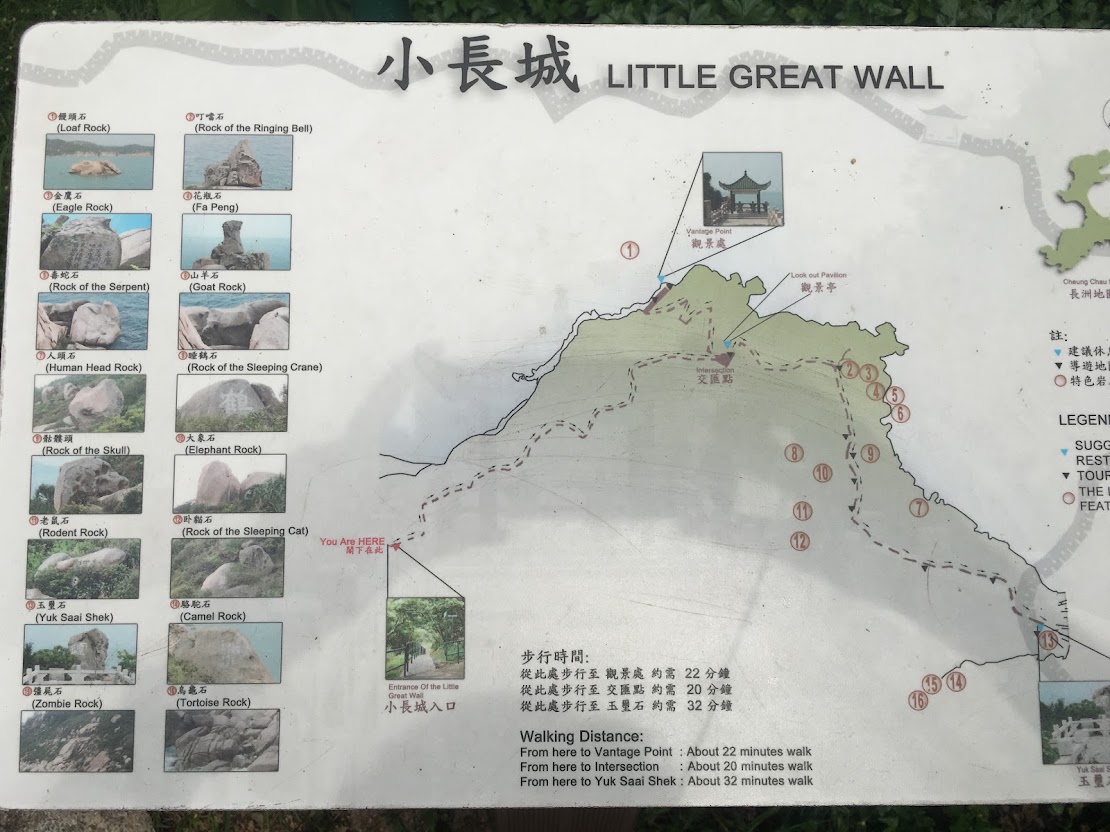 小長城 LITTLE GREAT WALL
①饅頭石
(Loaf Rock)
②叮噹石
(Rock of the Ringing Bell)
③金鷹石
(Eagle Rock)
④花瓶石
(Fa Peng)
⑤毒蛇石
(Rock of the Serpent)
⑥山羊石
(Goat Rock)
⑦人頭石
(Human Head Rock)
⑧睡鶴石
(Rock of the Sleeping Crane)
鶴
⑨骷髏頭
(Rock of the Skull)
⑩大象石
(Elephant Rock)
⑪老鼠石
(Rodent Rock)
⑫卧貓石
(Rock of the Sleeping Cat)
⑬玉璽石
(Yuk Saai Shek)
⑭駱駝石
(Camel Rock)
⑮殭屍石
(Zombie Rock)
⑯烏龜石
(Tortoise Rock)
Vantage Point
觀景處
①
Look out Pavilion
觀景亭
Intersection
交匯點
②
③
④
⑤
⑥
⑧
⑨
⑩
⑦
⑪
⑫
⑬
⑭
⑮
⑯
You Are HERE
閣下在此
Entrance Of the Little
Great Wall
小長城入口
步行時間:
從此處步行至 觀景處 約需 22 分鐘
從此處步行至 交匯點 約需 20 分鐘
從此處步行至 玉璽石 約需 32 分鐘
Walking Distance:
From here to Vantage Point : About 22 minutes walk
From here to Intersection : About 20 minutes walk
From here to Yuk Saai Shek : About 32 minutes walk
Cheung Chau
長洲地
註:
建議休
導遊地
特色岩
LEGEN
SUGG
REST
TOUR
THE
FEAT
Yuk Saai
玉璽